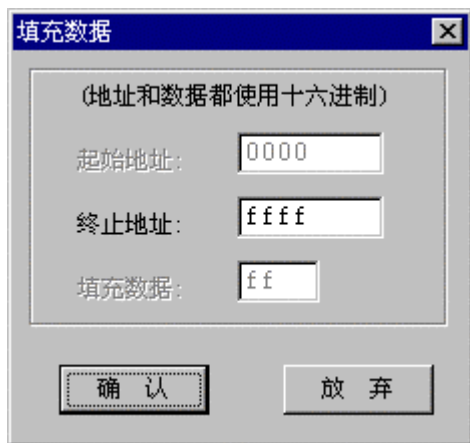 填充数据
(地址和数据都使用十六进制)
起始地址: 0000
终止地址: ffff
填充数据: ff
确 认 放 弃